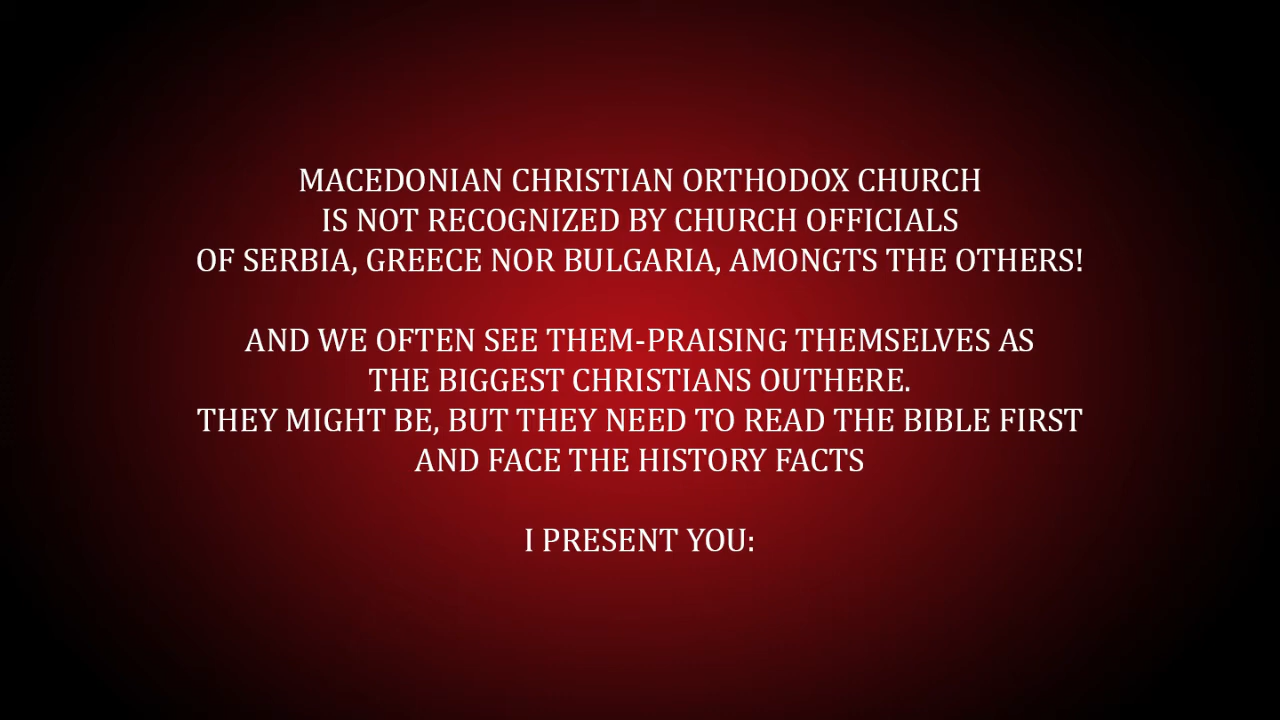 MACEDONIAN CHRISTIAN ORTHODOX CHURCH
IS NOT RECOGNIZED BY CHURCH OFFICIALS
OF SERBIA, GREECE NOR BULGARIA, AMONGTS THE OTHERS!
AND WE OFTEN SEE THEM-PRAISING THEMSELVES AS
THE BIGGEST CHRISTIANS OUTHERE.
THEY MIGHT BE, BUT THEY NEED TO READ THE BIBLE FIRST
AND FACE THE HISTORY FACTS
I PRESENT YOU: